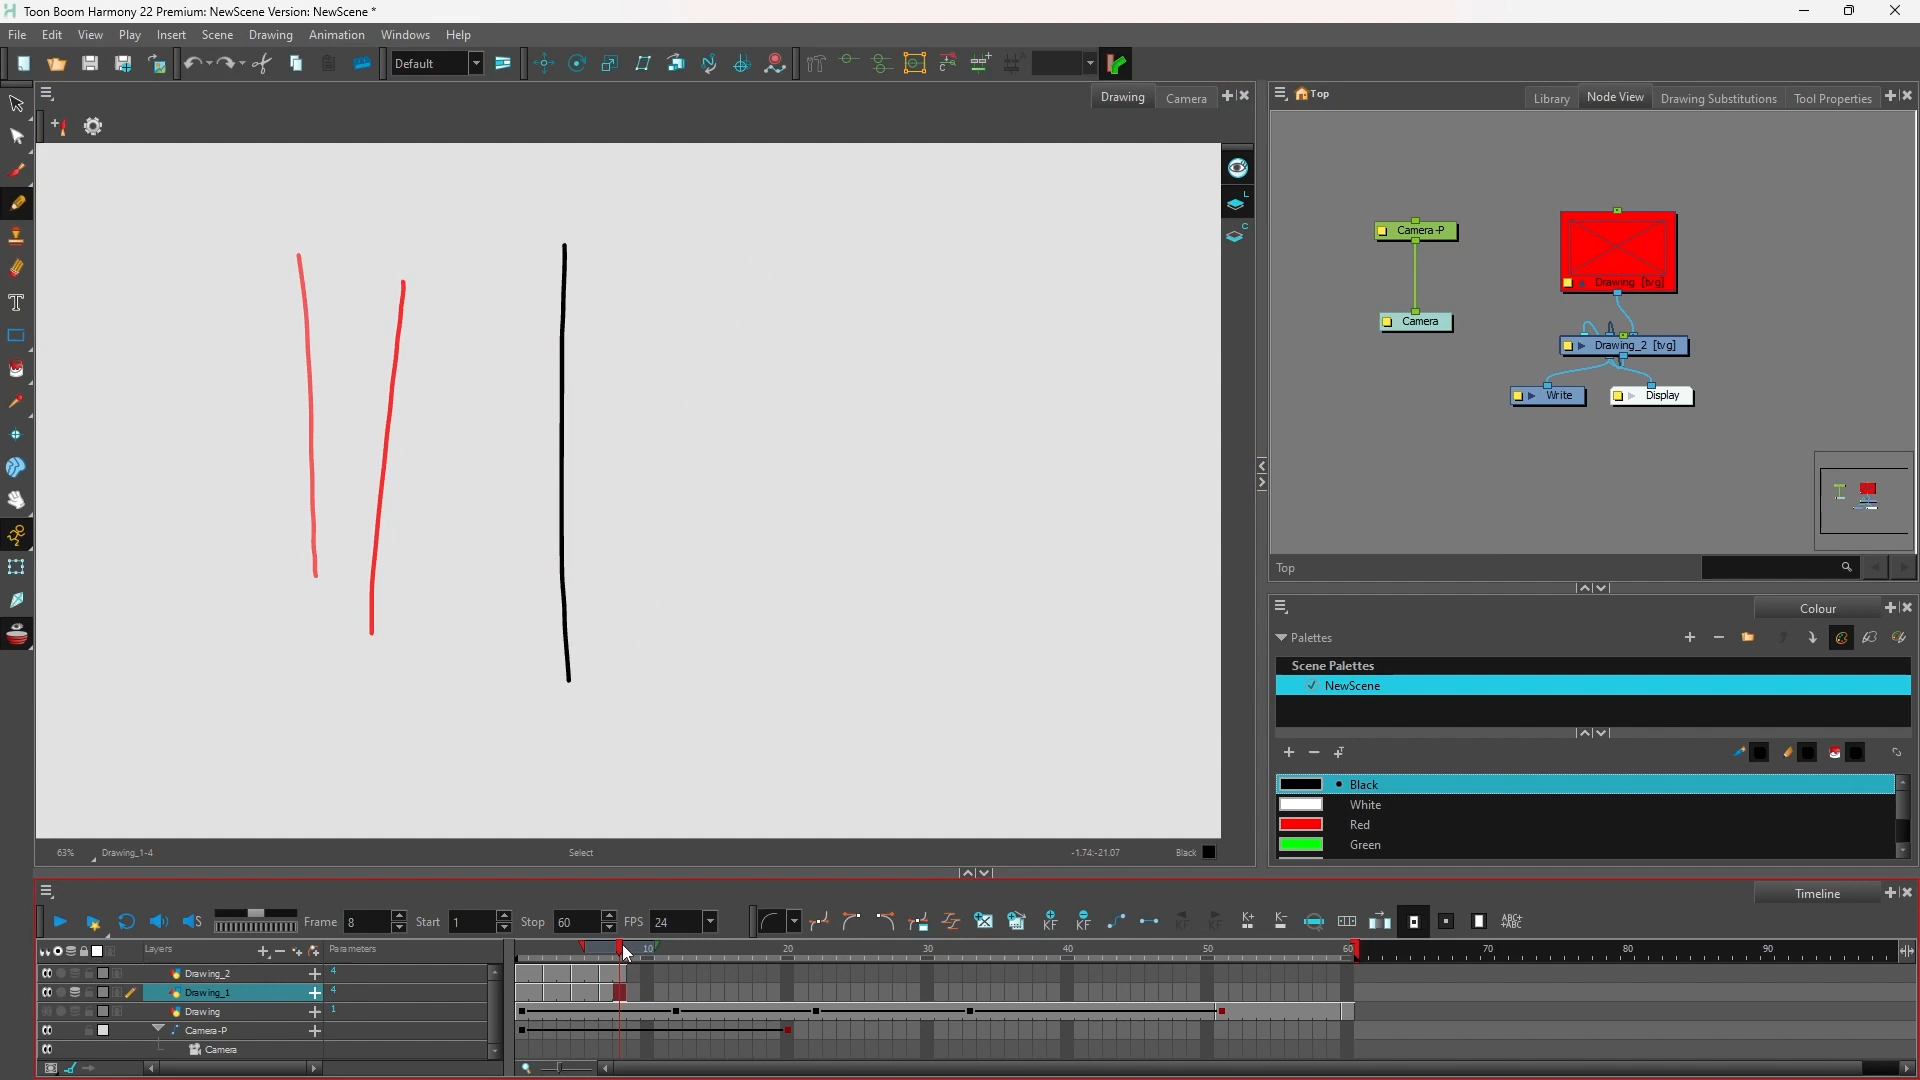 Toon Boom Harmony 22 Premium: NewScene Version: NewScene *
File Edit View Play Insert Scene Drawing Animation Windows Help
Default
Drawing Camera
Top
Library Node View Drawing Substitutions Tool Properties
Camera-P
Drawing [tvg]
Camera
Drawing_2 [tvg]
Write Display
Top
Colour
Palettes
Scene Palettes
NewScene
Black
White
Red
Green
63% Drawing_1-4 Select -1.74:-21.07 Black
Timeline
Frame 8 Start 1 Stop 60 FPS 24
Layers Parameters 10 20 30 40 50 60 70 80 90
Drawing_2 4
Drawing_1 4
Drawing 1
Camera-P
Camera